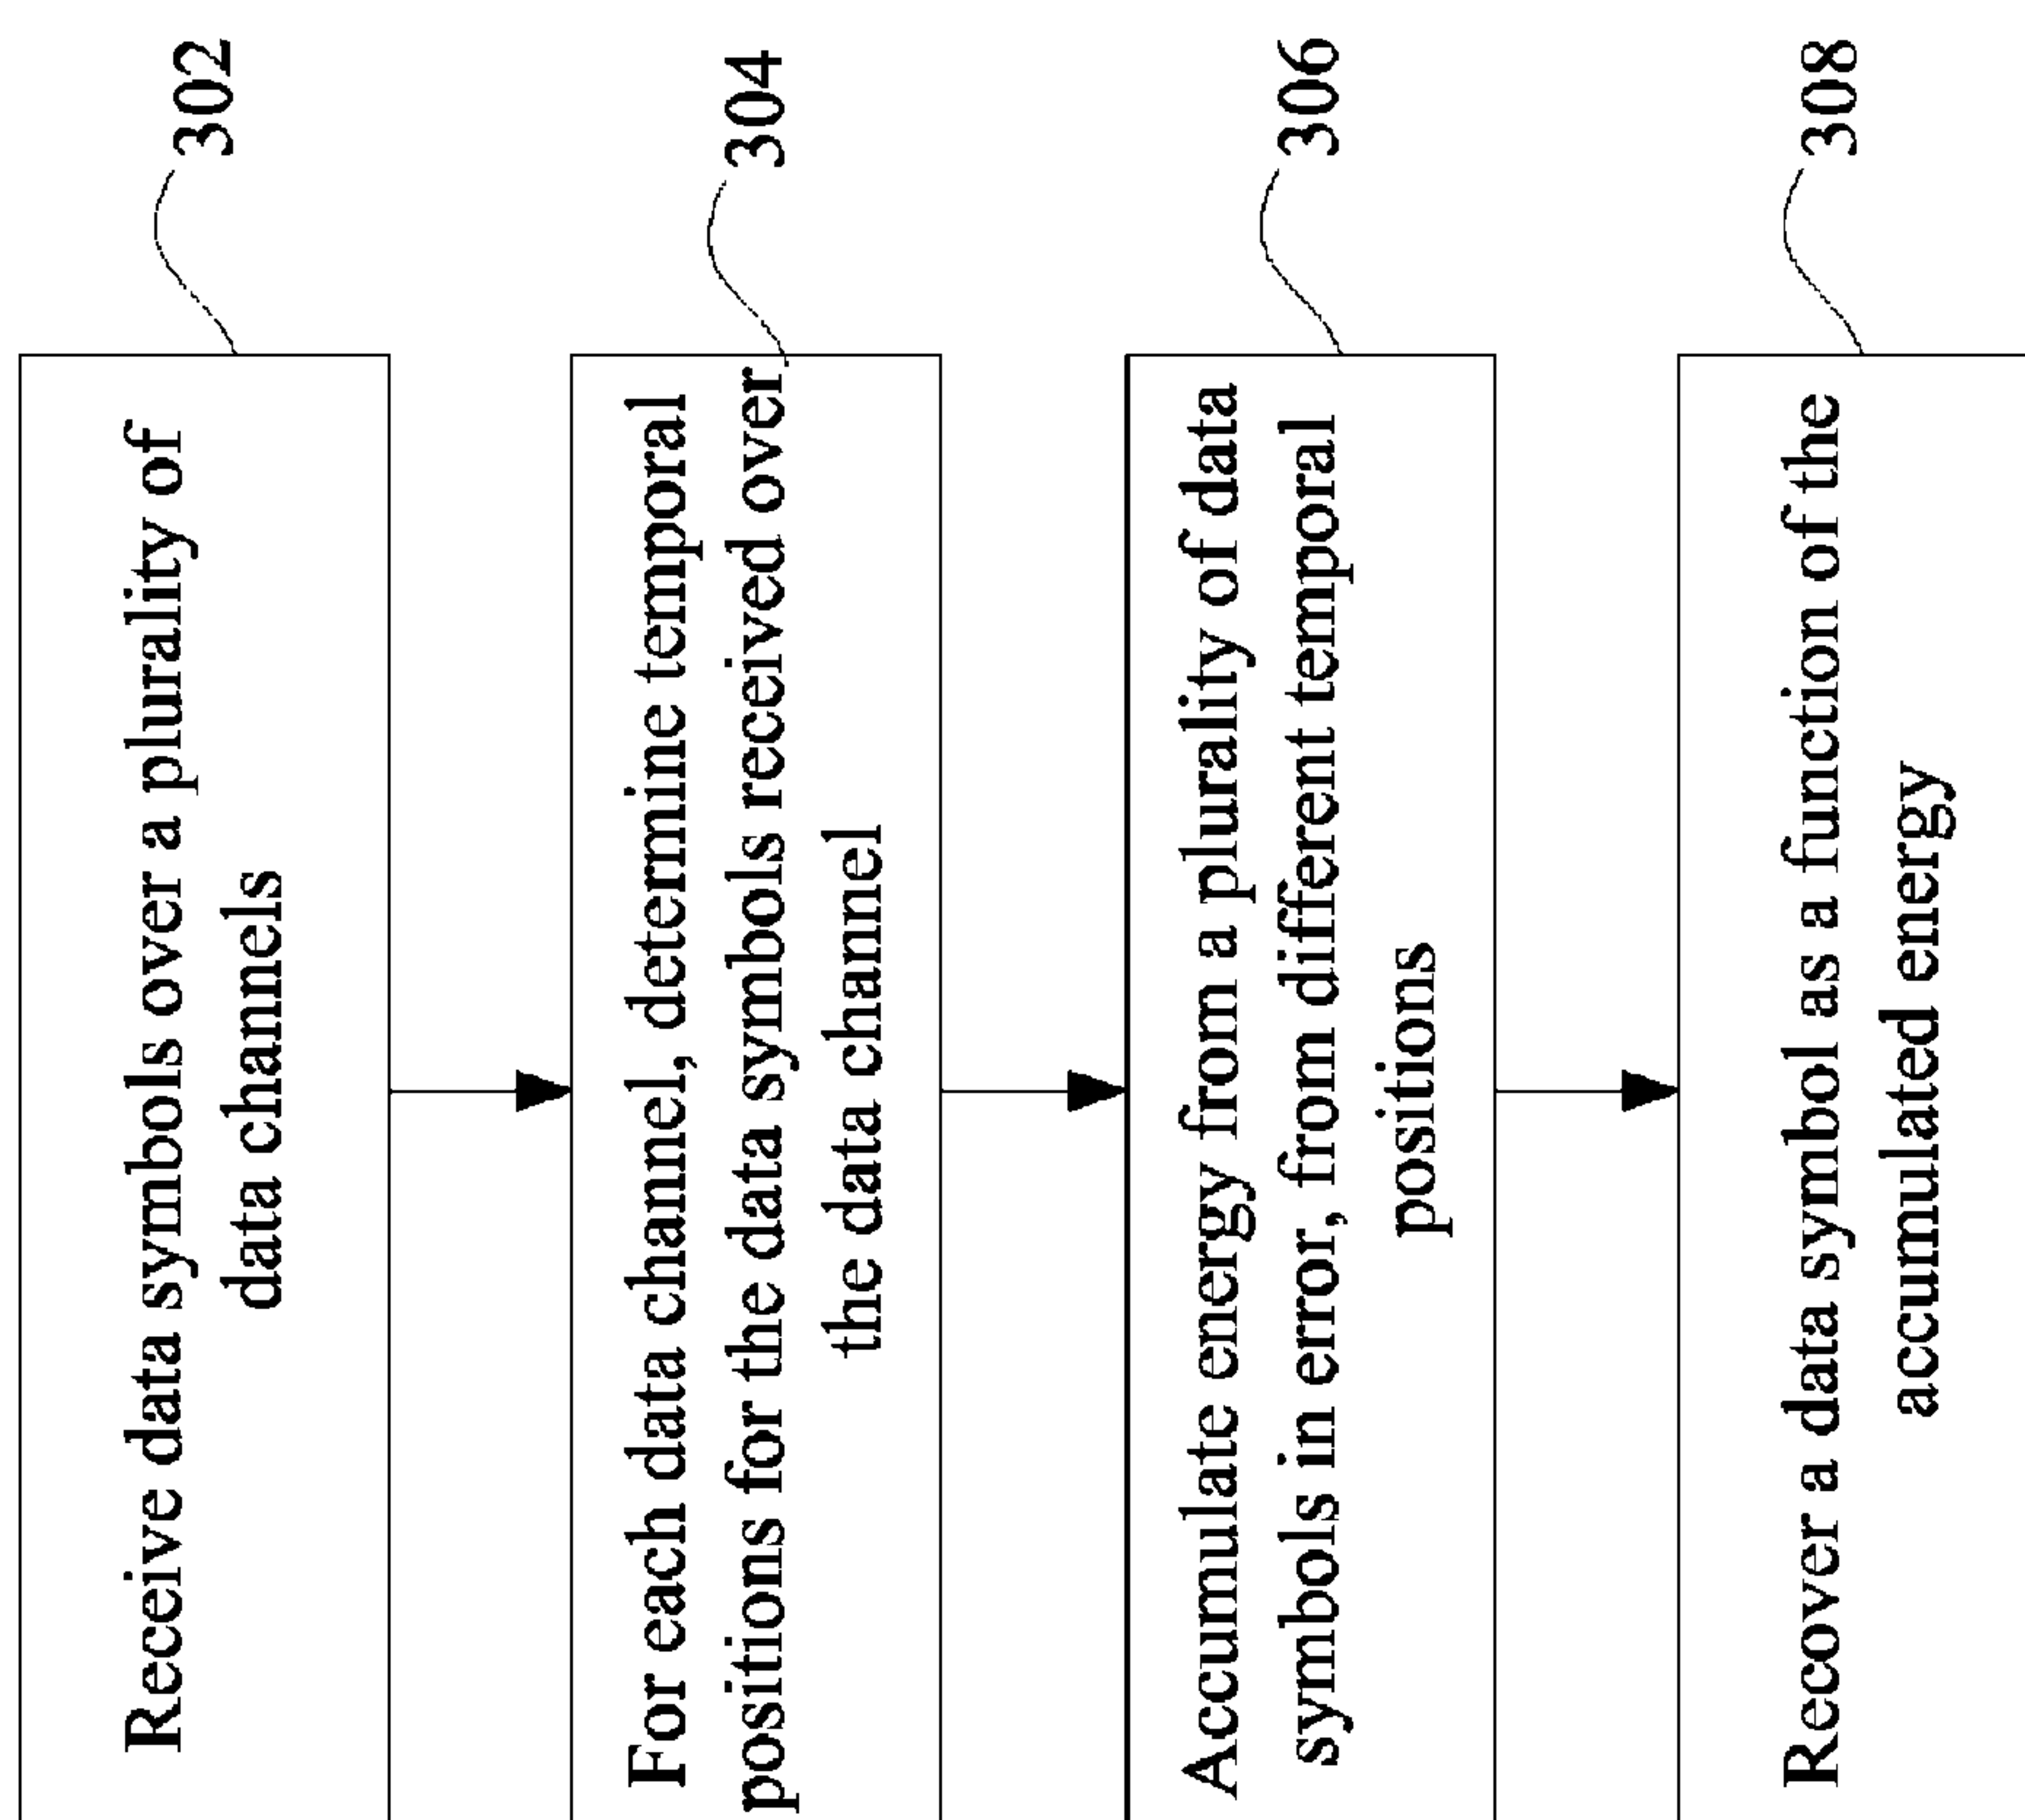 Receive data symbols over a plurality of
data channels
302
For each data channel, determine temporal
positions for the data symbols received over
the data channel
304
Accumulate energy from a plurality of data
symbols in error, from different temporal
positions
306
Recover a data symbol as a function of the
accumulated energy
308